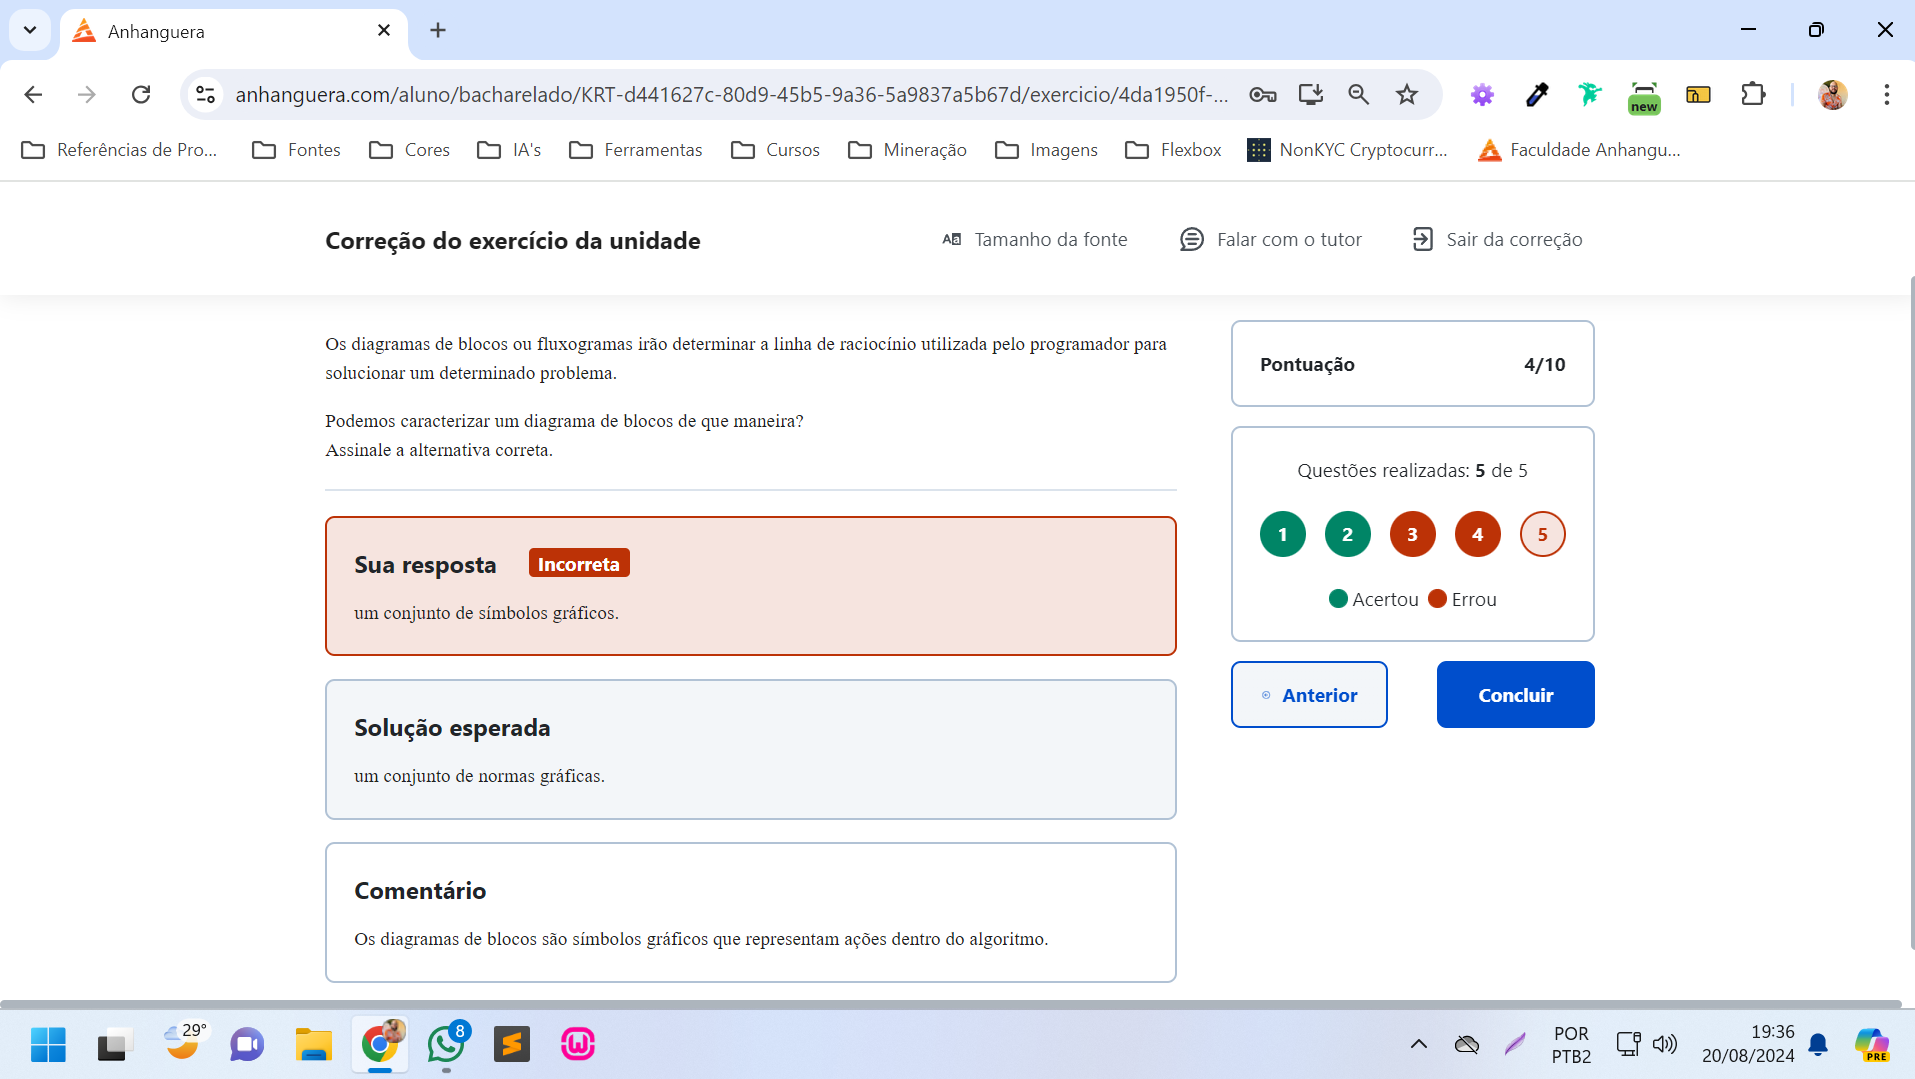 Anhanguera
anhanguera.com/aluno/bacharelado/KRT-d441627c-80d9-45b5-9a36-5a9837a5b67d/exercicio/4da1950f-...
new
Referências de Pro...
Fontes
Cores
IA's
Ferramentas
Cursos
Mineração
Imagens
Flexbox
NonKYC Cryptocurr...
Faculdade Anhangu...
Correção do exercício da unidade
Tamanho da fonte
Falar com o tutor
Sair da correção
Os diagramas de blocos ou fluxogramas irão determinar a linha de raciocínio utilizada pelo programador para
solucionar um determinado problema.
Podemos caracterizar um diagrama de blocos de que maneira?
Assinale a alternativa correta.
Sua resposta Incorreta
um conjunto de símbolos gráficos.
Solução esperada
um conjunto de normas gráficas.
Comentário
Os diagramas de blocos são símbolos gráficos que representam ações dentro do algoritmo.
Pontuação 4/10
Questões realizadas: 5 de 5
1 2 3 4 5
Acertou Errou
Anterior
Concluir
29°
8
POR
PTB2
19:36
20/08/2024
PRE